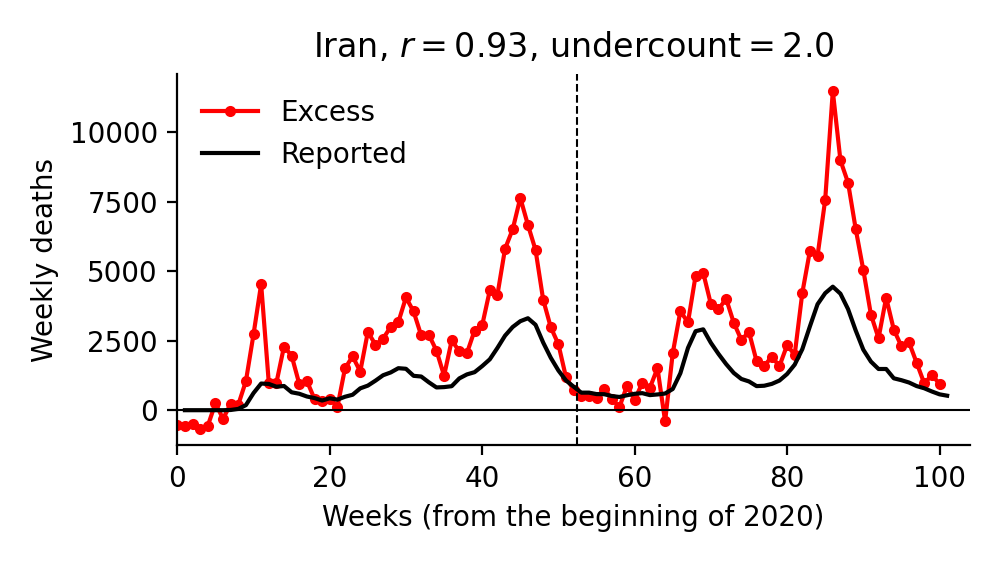 Iran, r = 0.93, undercount = 2.0
Excess
Reported
Weekly deaths
10000
7500
5000
2500
0
0 20 40 60 80 100
Weeks (from the beginning of 2020)